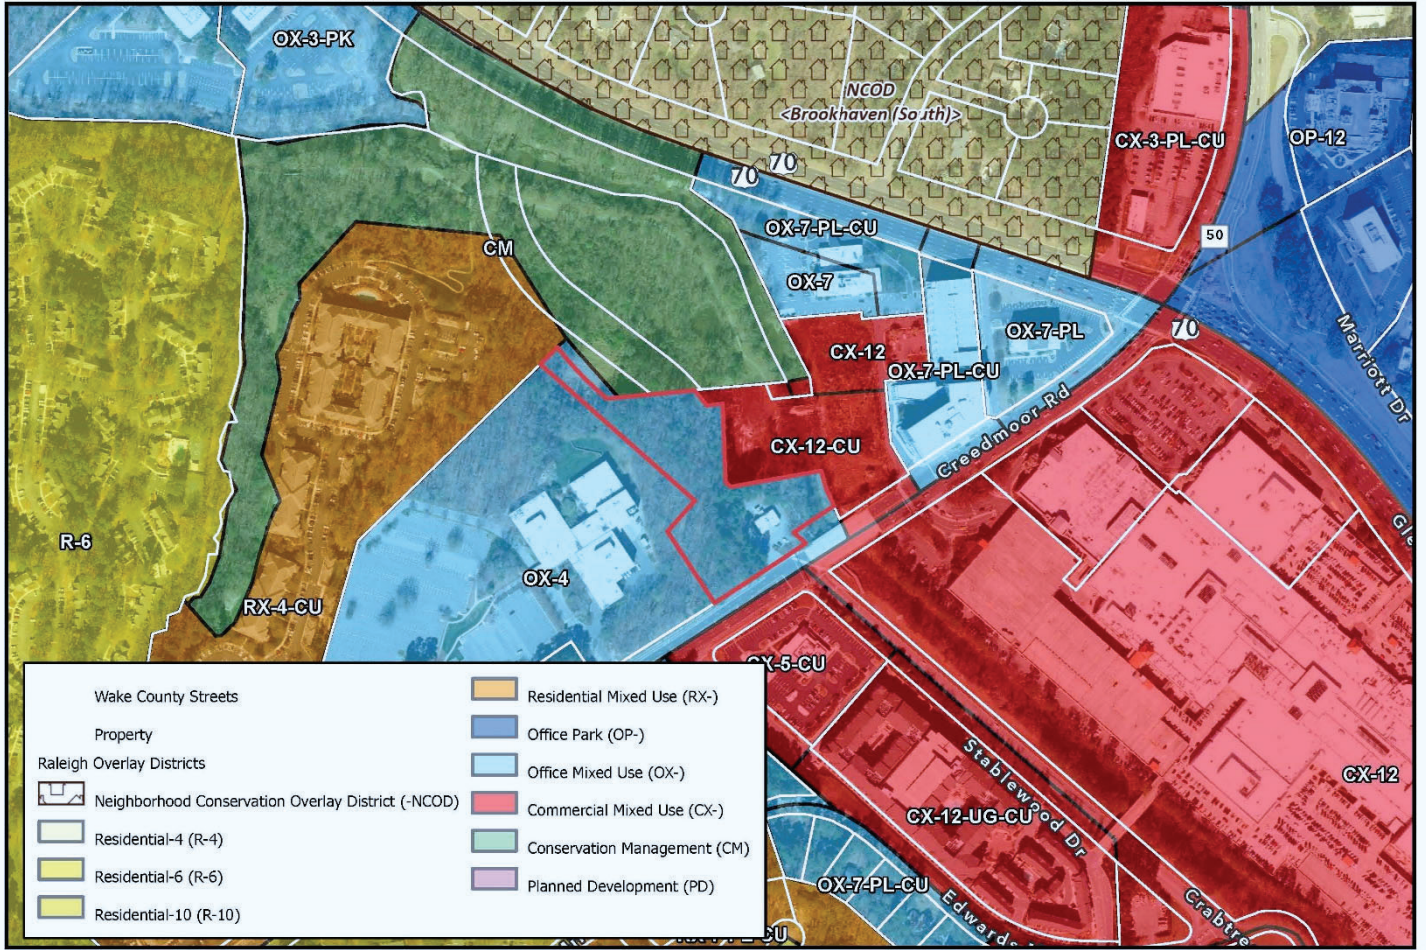 OX-3-PK
NCOD
<Brookhaven (South)>
CX-3-PL-CU
OP-12
70
70
OX-7-PL-CU
50
CM
OX-7
OX-7-PL
70
Marriott Dr
CX-12
OX-7-PL-CU
Creedmoor Rd
CX-12-CU
R-6
OX-4
RX-4-CU
CX-5-CU
Stablewood Dr
CX-12
CX-12-UG-CU
OX-7-PL-CU
Edwards
Crabtre
Wake County Streets
Property
Raleigh Overlay Districts
Neighborhood Conservation Overlay District (-NCOD)
Residential-4 (R-4)
Residential-6 (R-6)
Residential-10 (R-10)
Residential Mixed Use (RX-)
Office Park (OP-)
Office Mixed Use (OX-)
Commercial Mixed Use (CX-)
Conservation Management (CM)
Planned Development (PD)